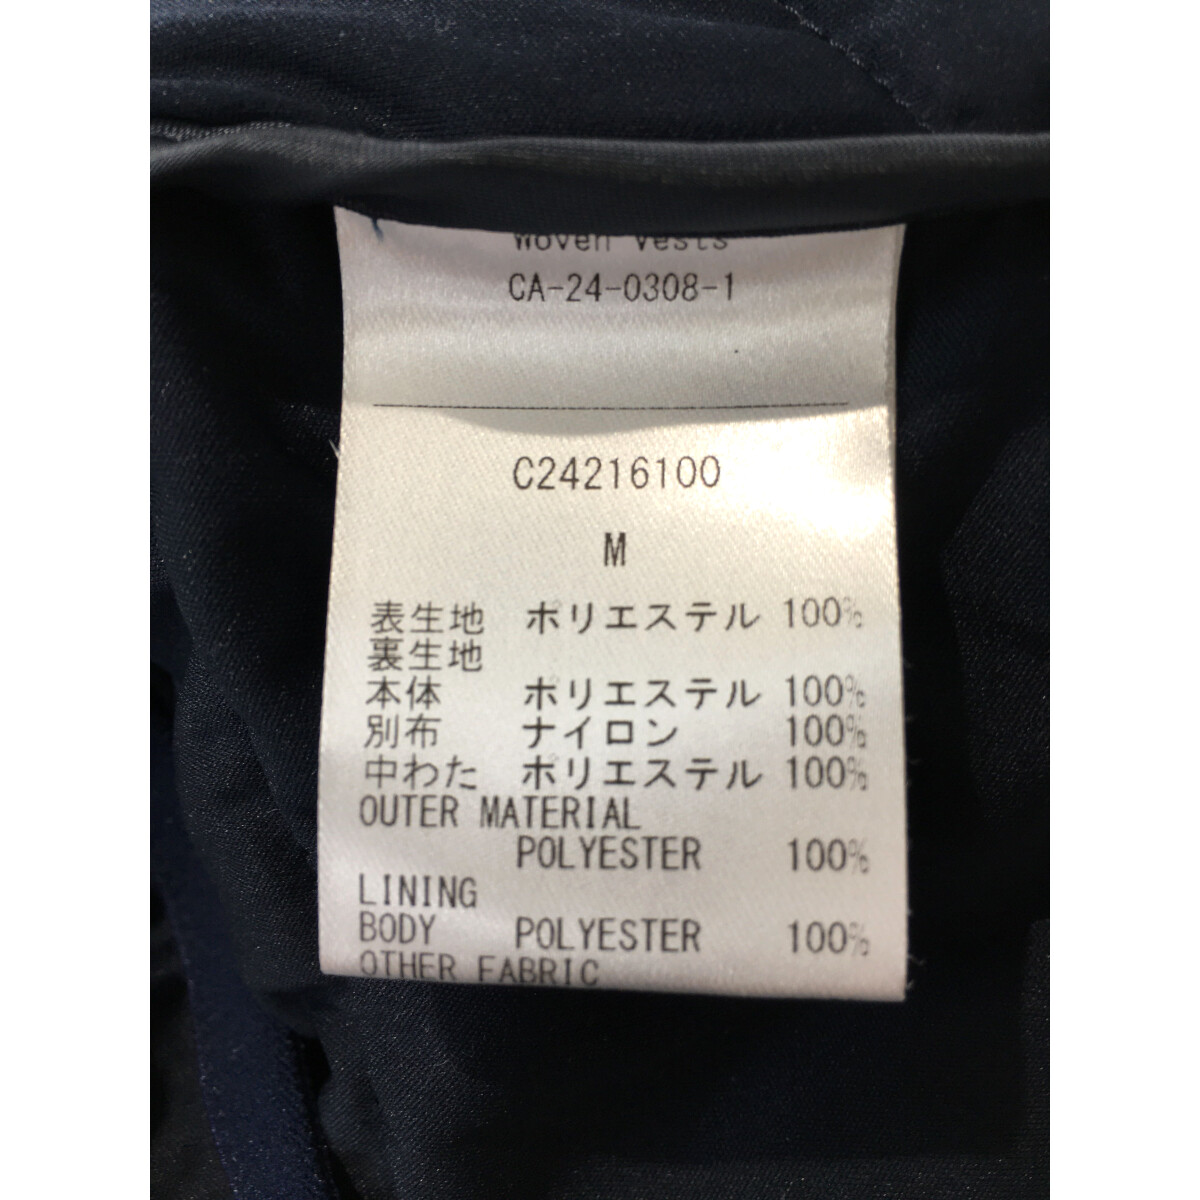 Woven Vests
CA-24-0308-1
C24216100
M
表生地 ポリエステル 100%
裏生地
本体 ポリエステル 100%
別布 ナイロン 100%
中わた ポリエステル 100%
OUTER MATERIAL
POLYESTER 100%
LINING
BODY POLYESTER 100%
OTHER FABRIC